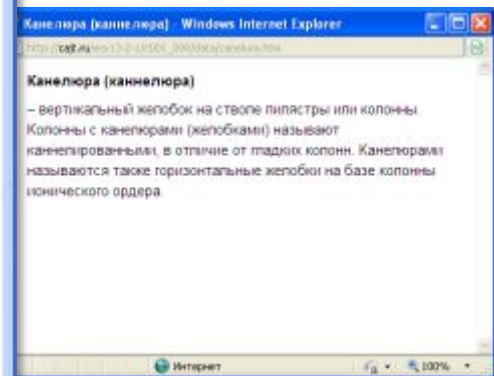 Канелюра (каннелюра) - Windows Internet Explorer
Канелюра (каннелюра)
– вертикальный желобок на стволе пилястры или колонны.
Колонны с канелюрами (желобками) называют
каннелированными, в отличие от гладких колонн. Канелюрами
называются также горизонтальные желобки на базе колонны
ионического ордера.
Интернет
100%